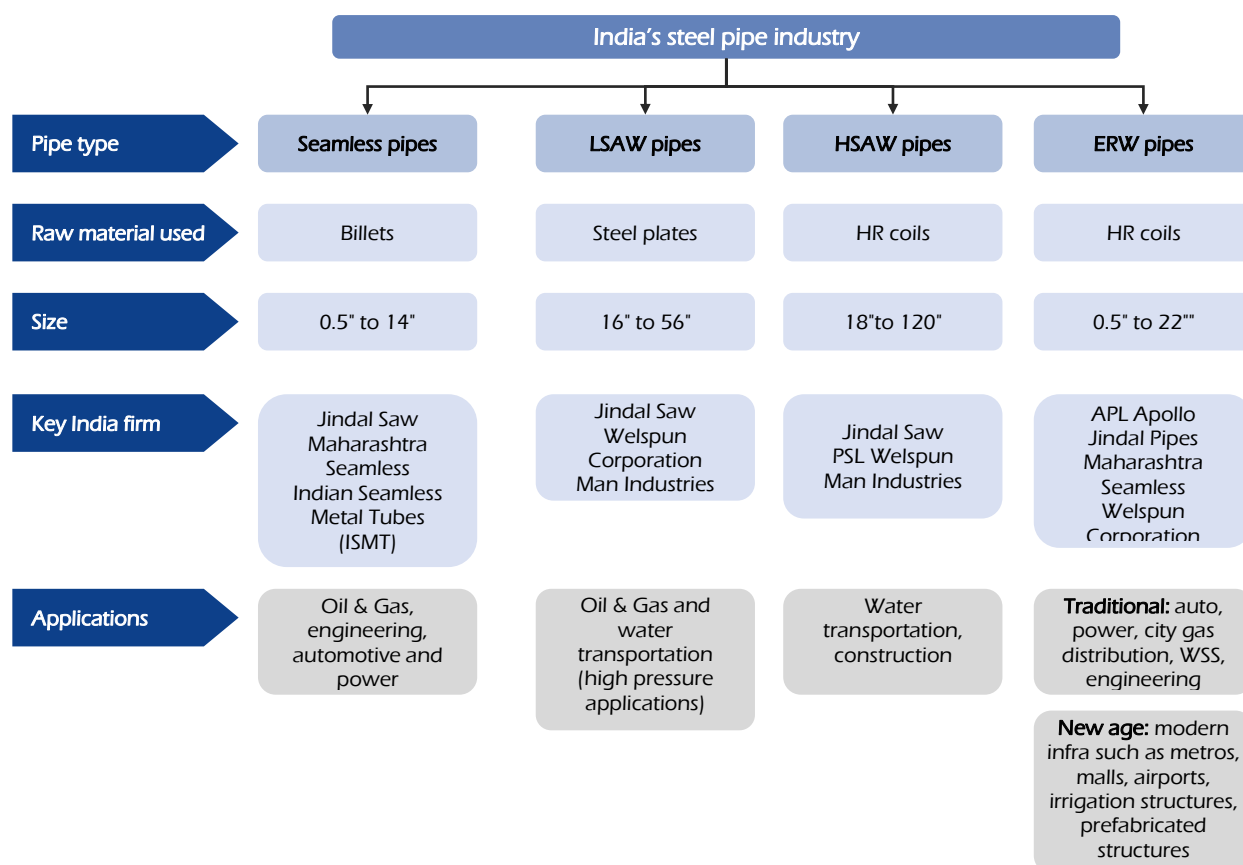 India's steel pipe industry
Pipe type
Seamless pipes
LSAW pipes
HSAW pipes
ERW pipes
Raw material used
Billets
Steel plates
HR coils
HR coils
Size
0.5" to 14"
16" to 56"
18"to 120"
0.5" to 22""
Key India firm
Jindal Saw
Maharashtra
Seamless
Indian Seamless
Metal Tubes
(ISMT)
Jindal Saw
Welspun
Corporation
Man Industries
Jindal Saw
PSL Welspun
Man Industries
APL Apollo
Jindal Pipes
Maharashtra
Seamless
Welspun
Corporation
Applications
Oil & Gas,
engineering,
automotive and
power
Oil & Gas and
water
transportation
(high pressure
applications)
Water
transportation,
construction
Traditional: auto,
power, city gas
distribution, WSS,
engineering
New age: modern
infra such as metros,
malls, airports,
irrigation structures,
prefabricated
structures